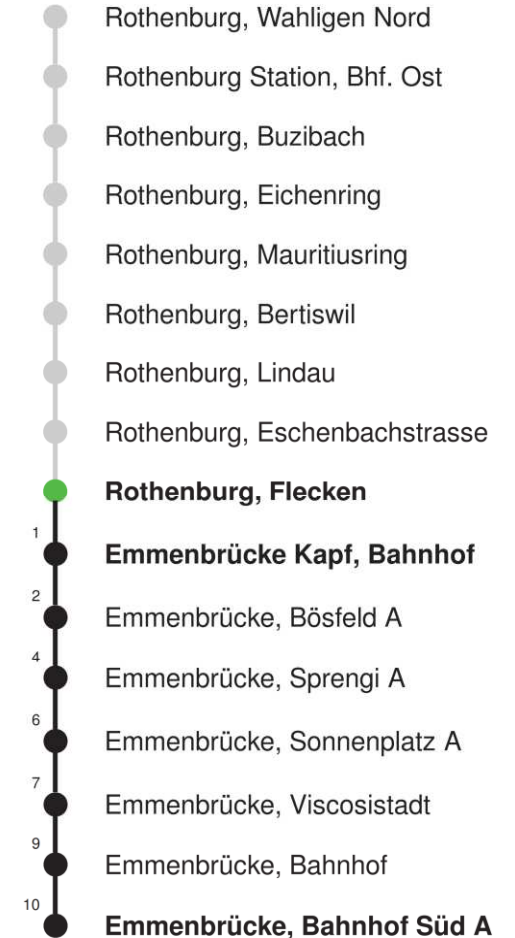 Rothenburg, Wahligen Nord
Rothenburg Station, Bhf. Ost
Rothenburg, Buzibach
Rothenburg, Eichenring
Rothenburg, Mauritiusring
Rothenburg, Bertiswil
Rothenburg, Lindau
Rothenburg, Eschenbachstrasse
Rothenburg, Flecken
1 Emmenbrücke Kapf, Bahnhof
2 Emmenbrücke, Bösfeld A
4 Emmenbrücke, Sprengi A
6 Emmenbrücke, Sonnenplatz A
7 Emmenbrücke, Viscosistadt
9 Emmenbrücke, Bahnhof
10 Emmenbrücke, Bahnhof Süd A